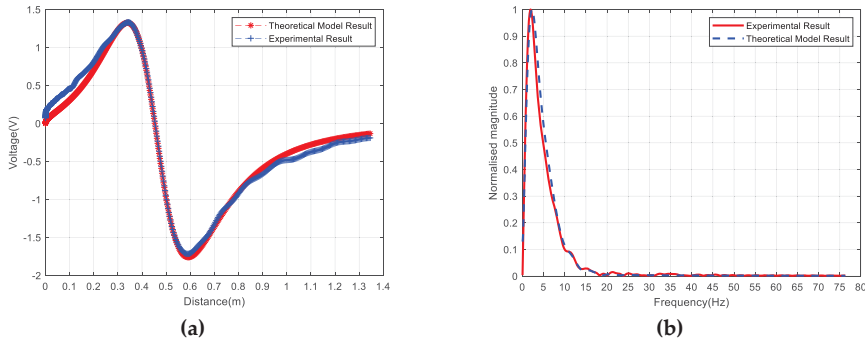 1.5
1
0.5
0
-0.5
-1
-1.5
-2
Voltage(V)
Theoretical Model Result
Experimental Result
0 0.1 0.2 0.3 0.4 0.5 0.6 0.7 0.8 0.9 1 1.1 1.2 1.3 1.4
Distance(m)
(a)
1
0.9
0.8
0.7
0.6
0.5
0.4
0.3
0.2
0.1
0
Normalised magnitude
Experimental Result
Theoretical Model Result
0 5 10 15 20 25 30 35 40 45 50 55 60 65 70 75 80
Frequency(Hz)
(b)